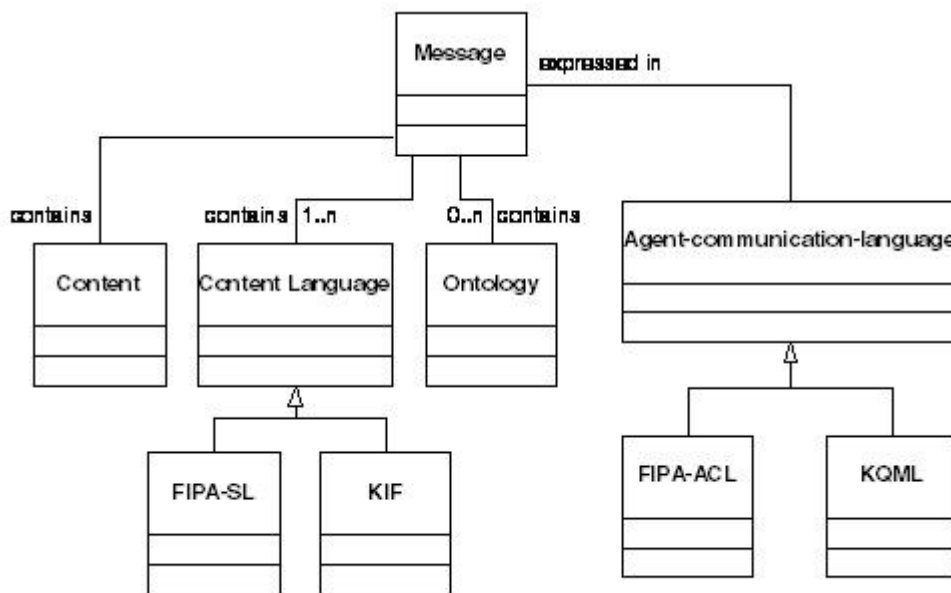 Message
expressed in
contains
contains
1..n
0..n
contains
Agent-communication-language
Content
Content Language
Ontology
FIPA-SL
KIF
FIPA-ACL
KQML